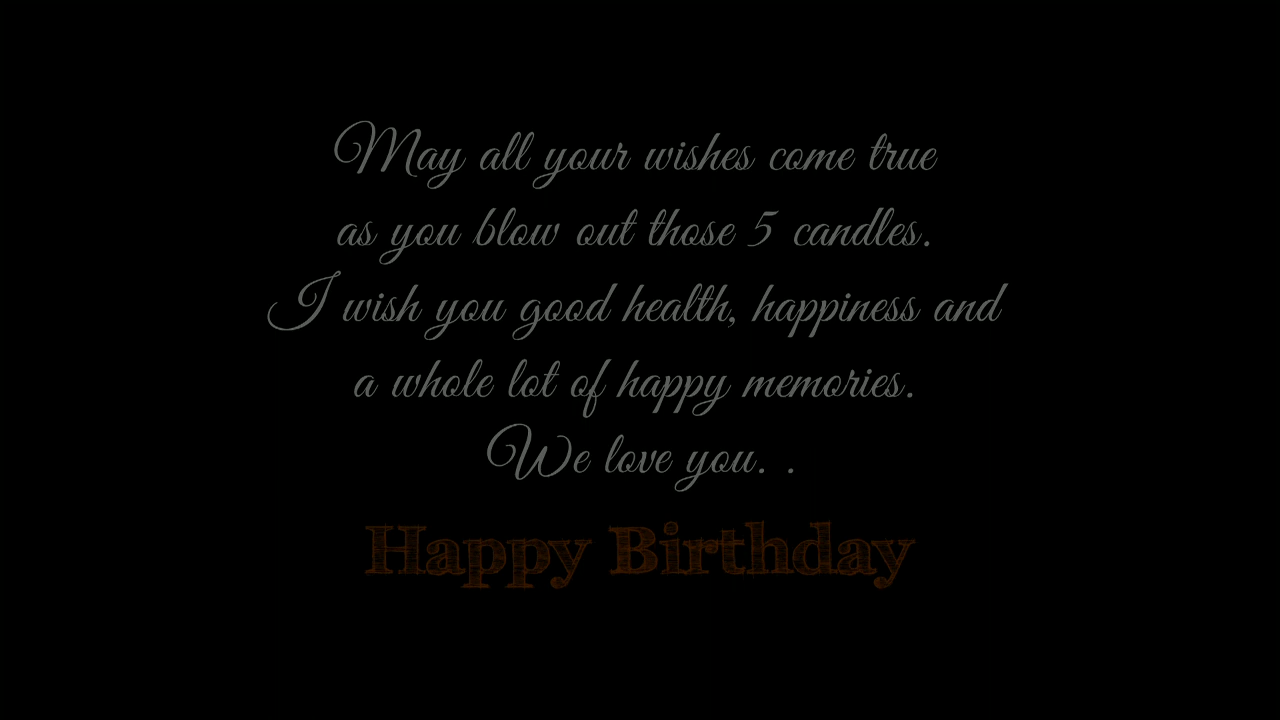 May all your wishes come true
as you blow out those 5 candles.
I wish you good health, happiness and
a whole lot of happy memories.
We love you. .
Happy Birthday